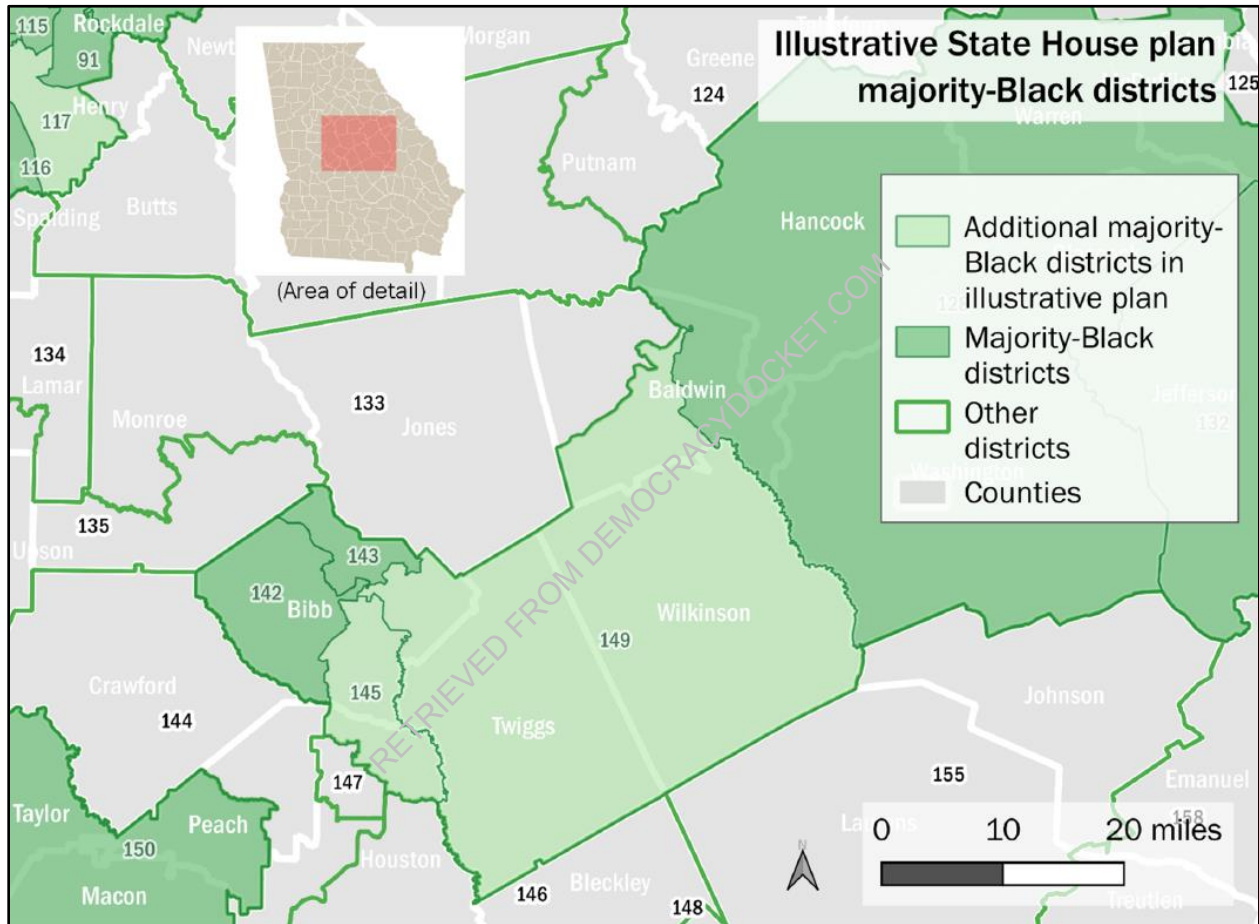 Illustrative State House plan
majority-Black districts
115
Rockdale
Morgan
Greene
91
124
125
Henry
117
Warren
116
Putnam
Spalding
Butts
Hancock
(Area of detail)
Additional majority-
Black districts in
illustrative plan
Majority-Black
districts
Other
districts
Counties
128
134
Lamar
133
Baldwin
Jefferson
132
Monroe
Jones
Washington
135
Upson
143
142
Bibb
149
Wilkinson
Crawford
145
144
Twiggs
Johnson
147
155
Emanuel
Taylor
Peach
158
150
Houston
Macon
146
Bleckley
148
Treutlen
N
0 10 20 miles
RETRIEVED FROM DEMOCRACYDOCKET.COM